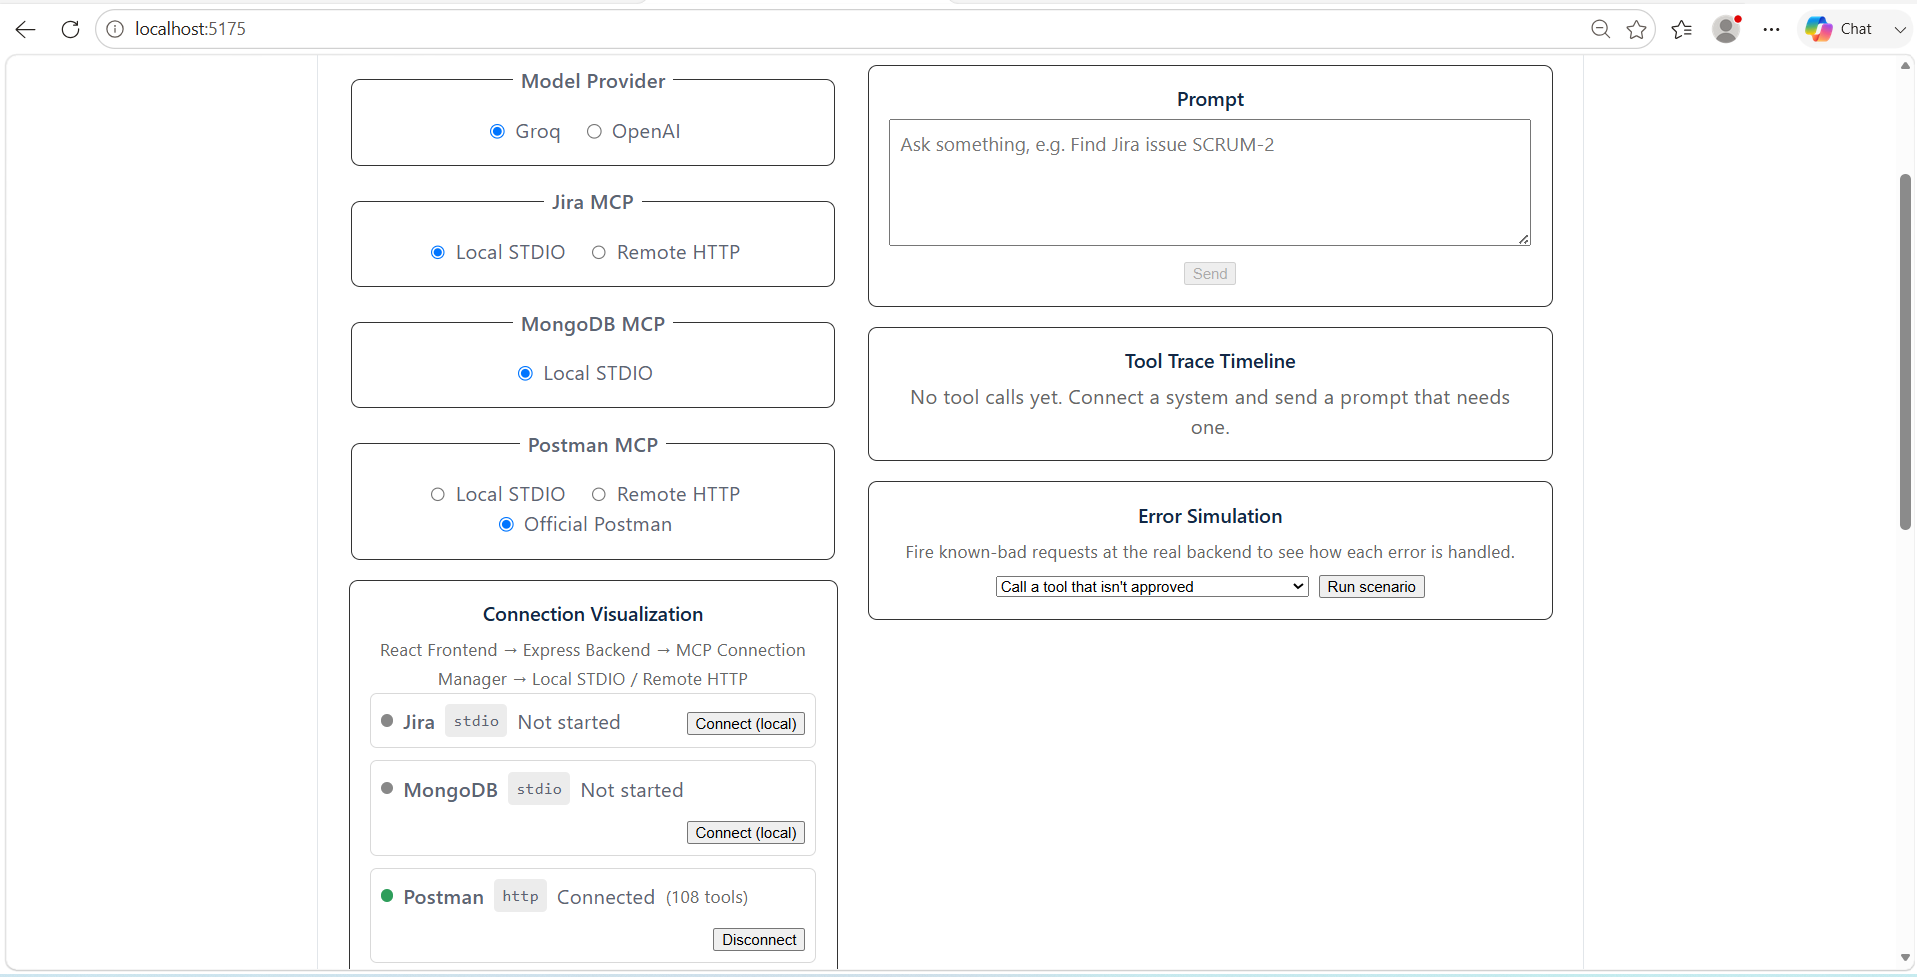 localhost:5175
Chat
Model Provider
Groq OpenAI
Jira MCP
Local STDIO Remote HTTP
MongoDB MCP
Local STDIO
Postman MCP
Local STDIO Remote HTTP
Official Postman
Connection Visualization
React Frontend → Express Backend → MCP Connection
Manager → Local STDIO / Remote HTTP
Jira stdio Not started Connect (local)
MongoDB stdio Not started
Connect (local)
Postman http Connected (108 tools)
Disconnect
Prompt
Ask something, e.g. Find Jira issue SCRUM-2
Send
Tool Trace Timeline
No tool calls yet. Connect a system and send a prompt that needs
one.
Error Simulation
Fire known-bad requests at the real backend to see how each error is handled.
Call a tool that isn't approved Run scenario